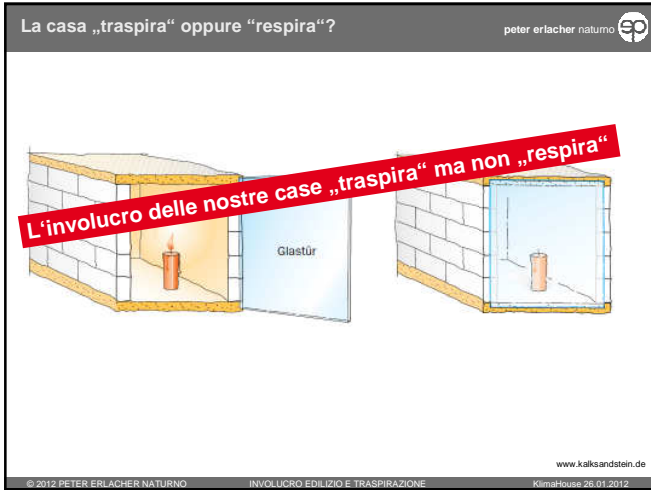 La casa „traspira“ oppure “respira“?
peter erlacher naturno ep
L‘involucro delle nostre case „traspira“ ma non „respira“
Glastür
www.kalksandstein.de
© 2012 PETER ERLACHER NATURNO
INVOLUCRO EDILIZIO E TRASPIRAZIONE
KlimaHouse 26.01.2012